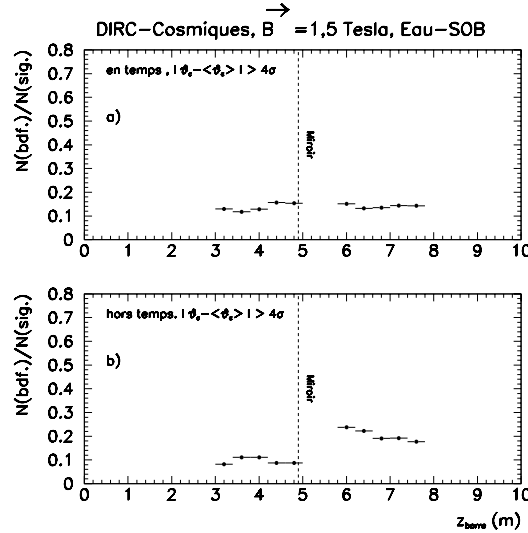 DIRC-Cosmiques, B → =1,5 Tesla, Eau-SOB
N(bdf.)/N(sig.)
0.8
0.7
0.6
0.5
0.4
0.3
0.2
0.1
0
en temps , | ϑc-<ϑc> | > 4σ
a)
Miroir
0 1 2 3 4 5 6 7 8 9 10
N(bdf.)/N(sig.)
0.8
0.7
0.6
0.5
0.4
0.3
0.2
0.1
0
hors temps, | ϑc-<ϑc> | > 4σ
b)
Miroir
0 1 2 3 4 5 6 7 8 9 10
zbarre (m)